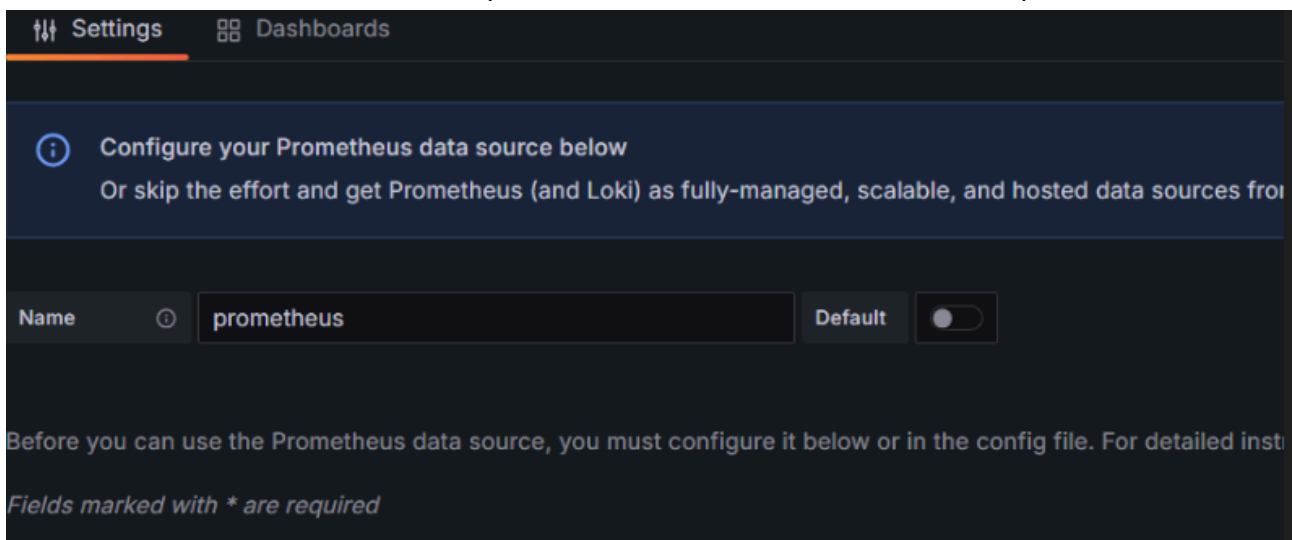 Settings Dashboards
Configure your Prometheus data source below
Or skip the effort and get Prometheus (and Loki) as fully-managed, scalable, and hosted data sources from
Name prometheus Default
Before you can use the Prometheus data source, you must configure it below or in the config file. For detailed
Fields marked with * are required